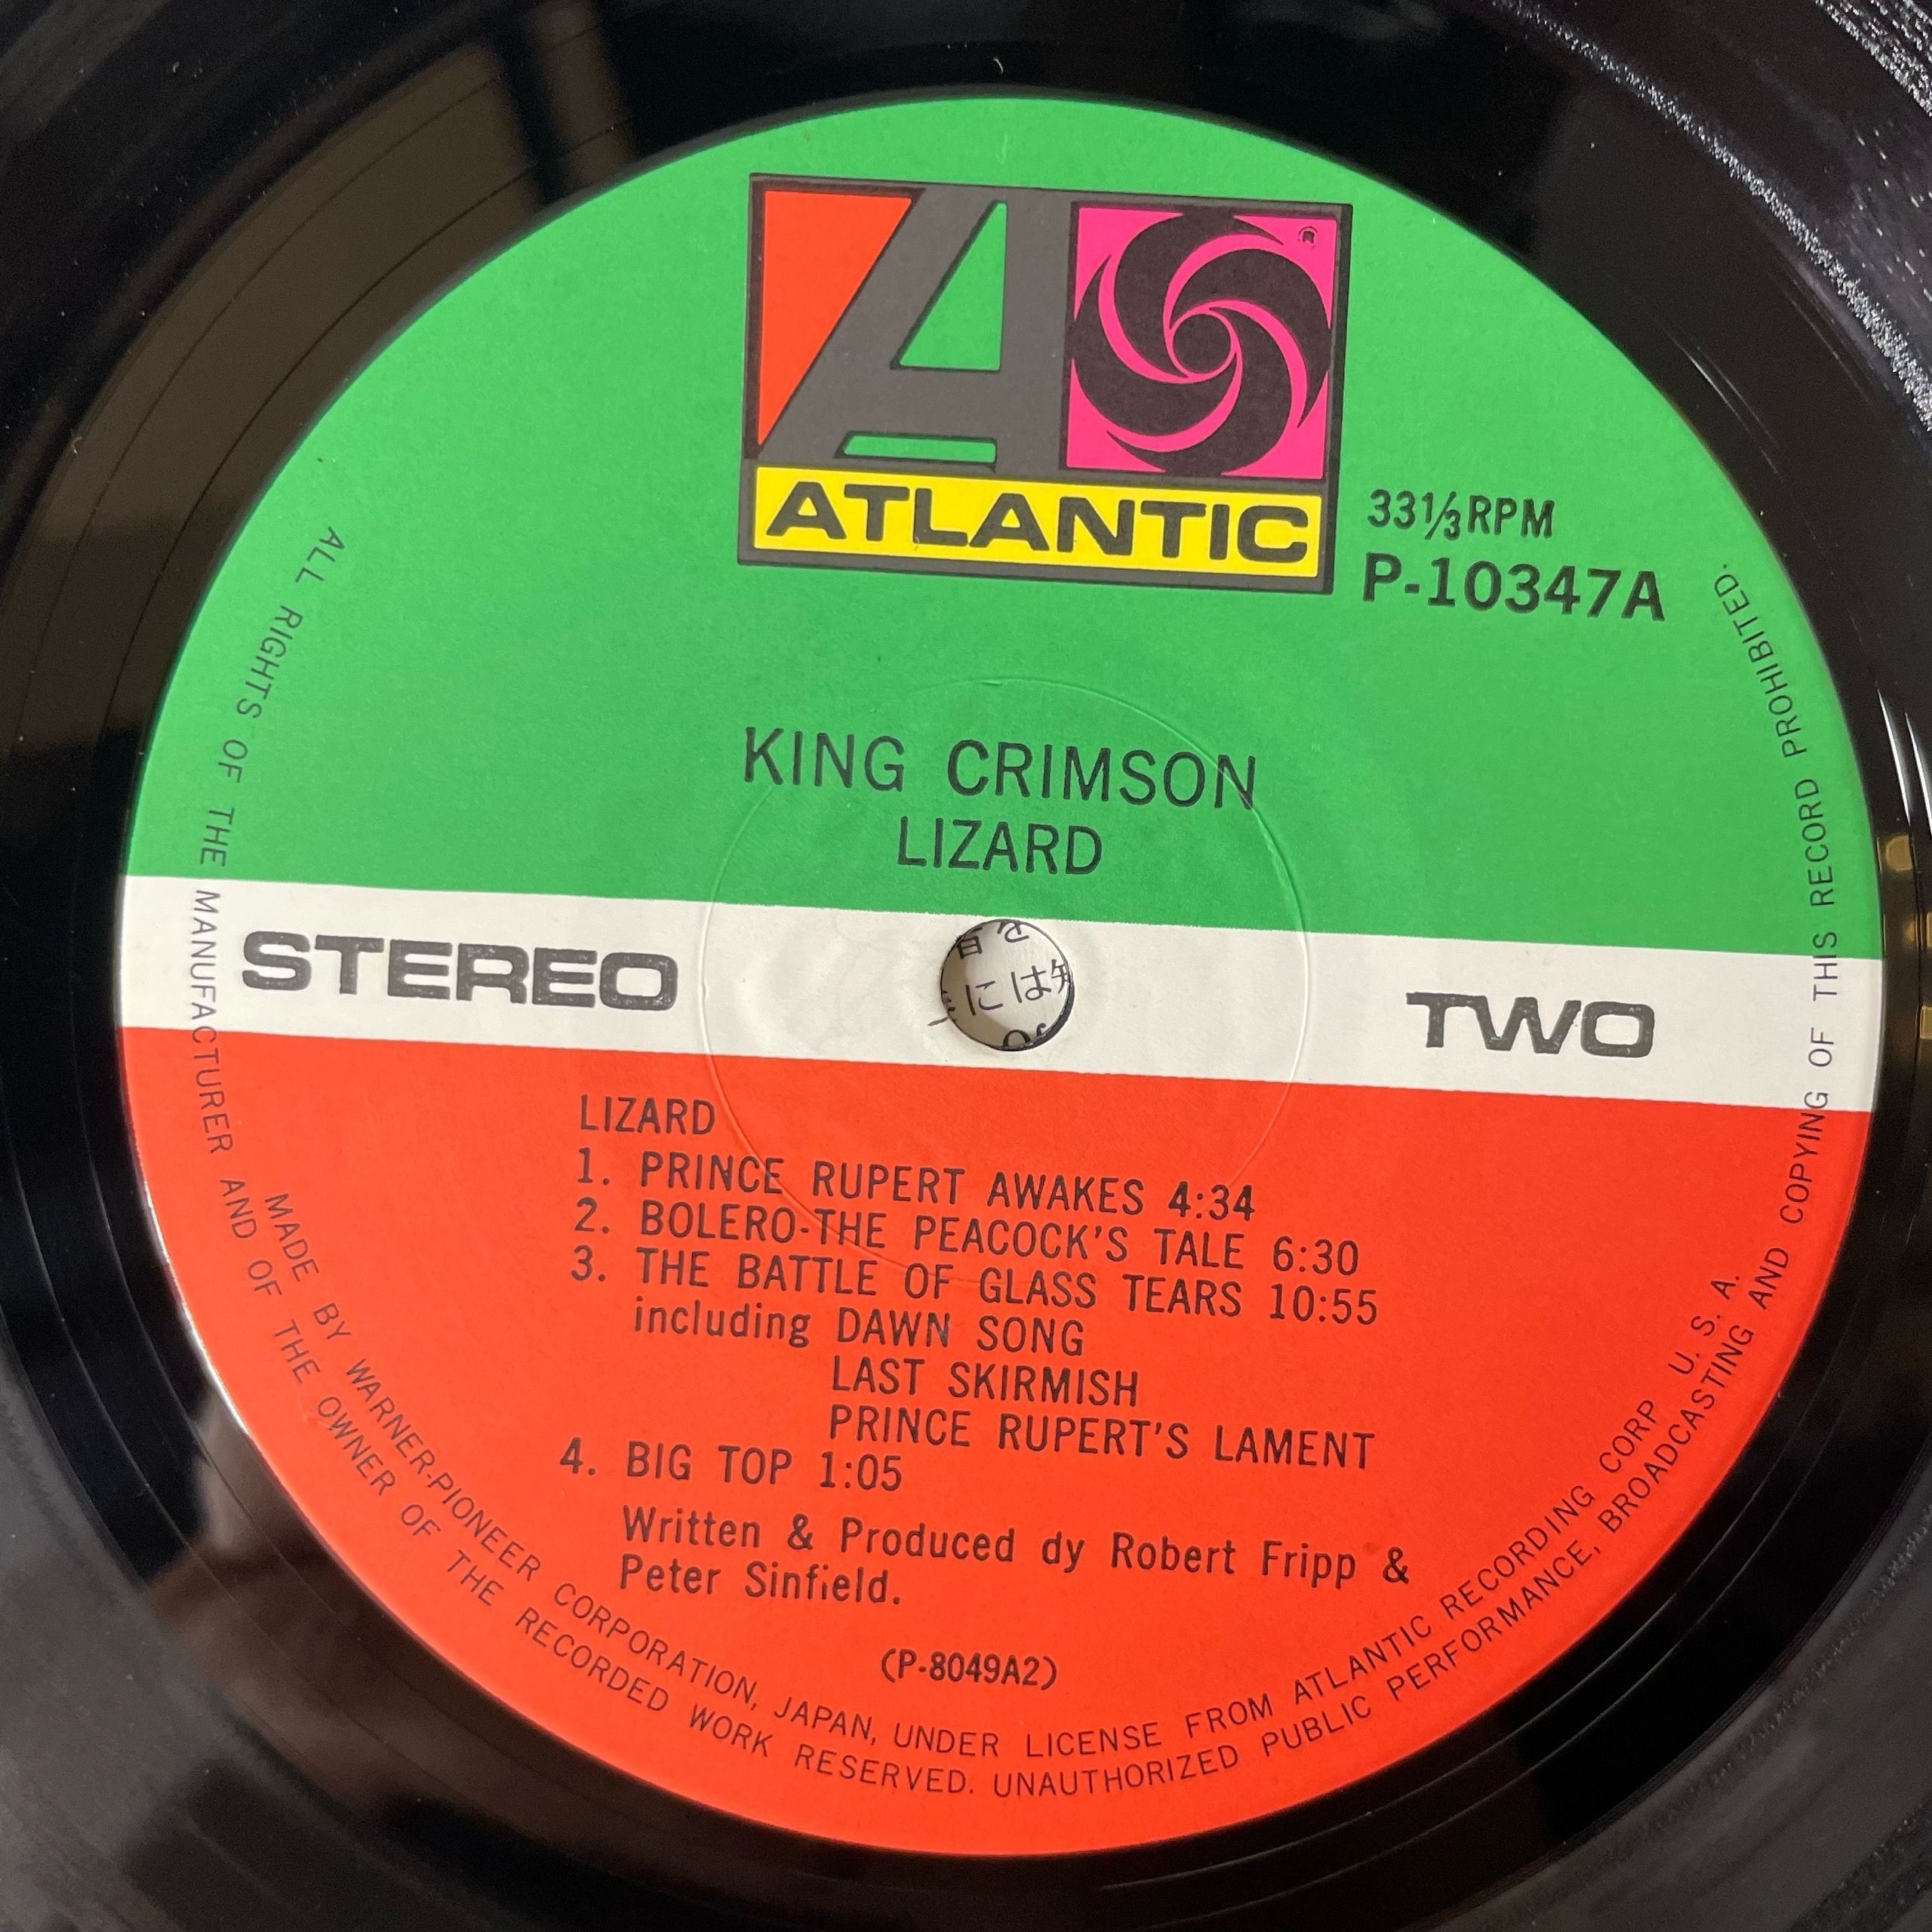 ATLANTIC
®
33⅓RPM
P-10347A
KING CRIMSON
LIZARD
STEREO
TWO
を
には
LIZARD
1. PRINCE RUPERT AWAKES 4:34
2. BOLERO-THE PEACOCK'S TALE 6:30
3. THE BATTLE OF GLASS TEARS 10:55
including DAWN SONG
LAST SKIRMISH
PRINCE RUPERT'S LAMENT
4. BIG TOP 1:05
Written & Produced dy Robert Fripp &
Peter Sinfield.
(P-8049A2)
MADE BY WARNER-PIONEER CORPORATION, JAPAN, UNDER LICENSE FROM ATLANTIC RECORDING CORP U. S. A.
ALL RIGHTS OF THE MANUFACTURER AND OF THE OWNER OF THE RECORDED WORK RESERVED. UNAUTHORIZED PUBLIC PERFORMANCE, BROADCASTING AND COPYING OF THIS RECORD PROHIBITED.